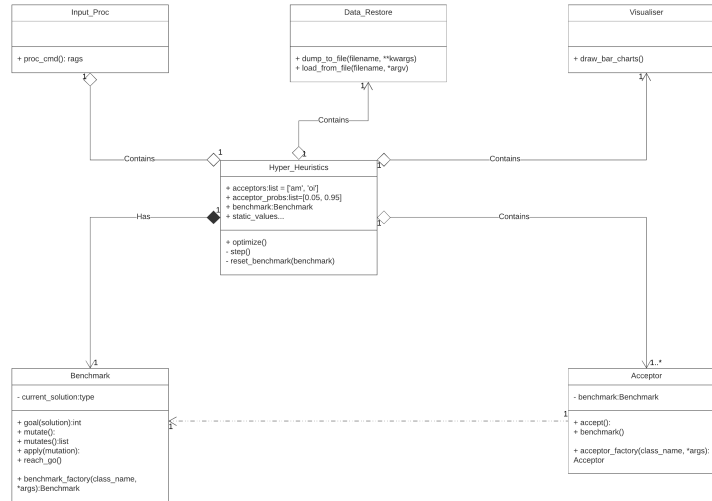 Input_Proc
+ proc_cmd(): rags
1
Data_Restore
+ dump_to_file(filename, **kwargs)
+ load_from_file(filename, *argv)
1
Visualiser
+ draw_bar_charts()
1
Contains
Contains
Contains
1
1
1
Hyper_Heuristics
+ acceptors:list = ['am', 'oi']
+ acceptor_probs:list=[0.05, 0.95]
+ benchmark:Benchmark
+ static_values...
+ optimize()
- step()
- reset_benchmark(benchmark)
Has
1
1
Contains
1
1..*
Benchmark
- current_solution:type
+ goal(solution):int
+ mutate():
+ mutates():list
+ apply(mutation):
+ reach_go()
+ benchmark_factory(class_name,
*args):Benchmark
1
1
Acceptor
- benchmark:Benchmark
+ accept():
+ benchmark()
+ acceptor_factory(class_name, *args):
Acceptor